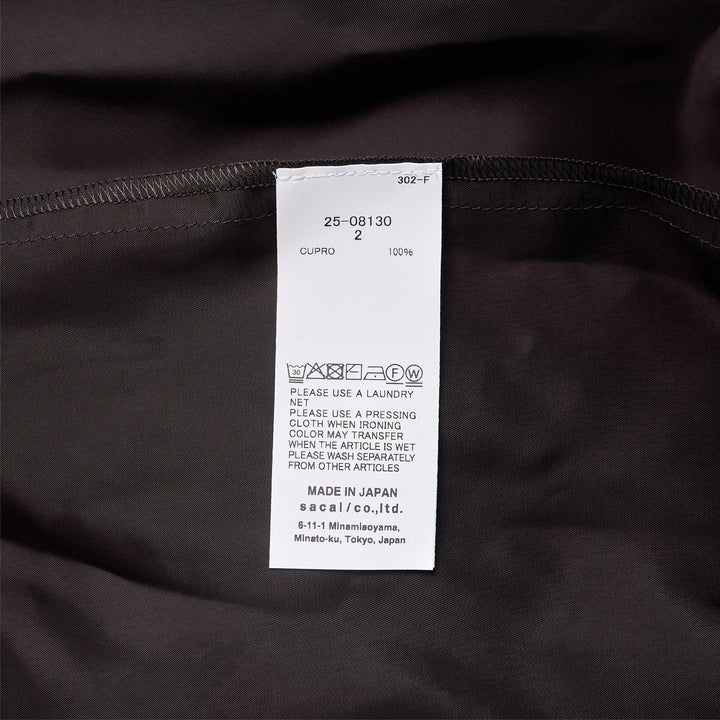 302-F
25-08130
2
CUPRO 100%
30 F W
PLEASE USE A LAUNDRY
NET
PLEASE USE A PRESSING
CLOTH WHEN IRONING
COLOR MAY TRANSFER
WHEN THE ARTICLE IS WET
PLEASE WASH SEPARATELY
FROM OTHER ARTICLES
MADE IN JAPAN
sacai/co.,ltd.
6-11-1 Minamiaoyama,
Minato-ku, Tokyo, Japan